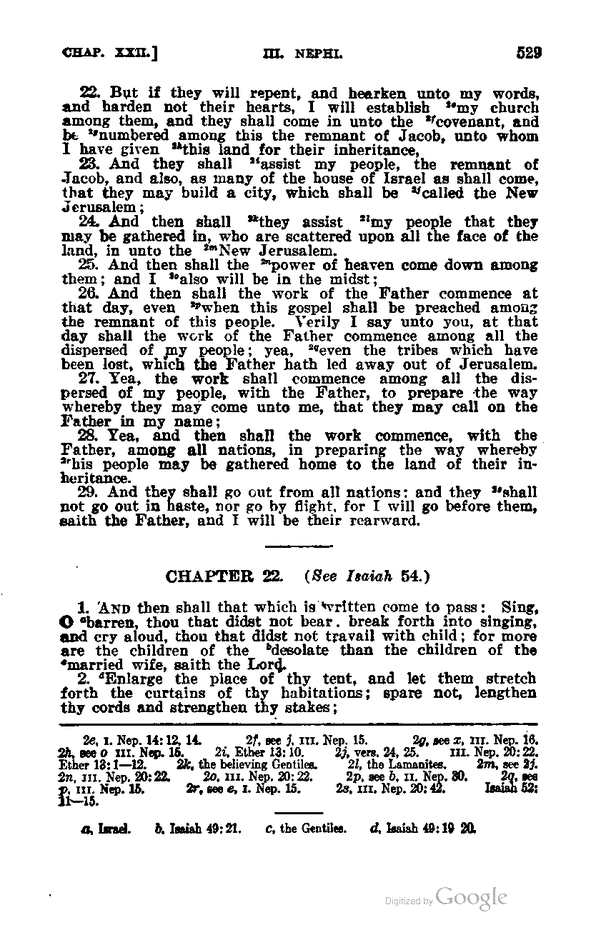 CHAP. XXII.] III. NEPHI. 529
22. But if they will repent, and hearken unto my words,
and harden not their hearts, I will establish 2emy church
among them, and they shall come in unto the 2fcovenant, and
be 2gnumbered among this the remnant of Jacob, unto whom
I have given 2hthis land for their inheritance,
23. And they shall 2iassist my people, the remnant of
Jacob, and also, as many of the house of Israel as shall come,
that they may build a city, which shall be 2jcalled the New
Jerusalem;
24. And then shall 2kthey assist 2lmy people that they
may be gathered in, who are scattered upon all the face of the
land, in unto the 2mNew Jerusalem.
25. And then shall the 2npower of heaven come down among
them; and I 2oalso will be in the midst;
26. And then shall the work of the Father commence at
that day, even 2pwhen this gospel shall be preached among
the remnant of this people. Verily I say unto you, at that
day shall the work of the Father commence among all the
dispersed of my people; yea, 2qeven the tribes which have
been lost, which the Father hath led away out of Jerusalem.
27. Yea, the work shall commence among all the dis-
persed of my people, with the Father, to prepare the way
whereby they may come unto me, that they may call on the
Father in my name;
28. Yea, and then shall the work commence, with the
Father, among all nations, in preparing the way whereby
2rhis people may be gathered home to the land of their in-
heritance.
29. And they shall go out from all nations; and they 2sshall
not go out in haste, nor go by flight, for I will go before them,
saith the Father, and I will be their rearward.
CHAPTER 22. (See Isaiah 54.)
1. AND then shall that which is written come to pass: Sing,
O abarren, thou that didst not bear. break forth into singing,
and cry aloud, thou that didst not travail with child; for more
are the children of the bdesolate than the children of the
cmarried wife, saith the Lord.
2. dEnlarge the place of thy tent, and let them stretch
forth the curtains of thy habitations; spare not, lengthen
thy cords and strengthen thy stakes;
2e, I. Nep. 14:12, 14. 2f, see j, III. Nep. 15. 2g, see x, III. Nep. 16.
2h, see o III. Nep. 15. 2i, Ether 13:10. 2j, vers. 24, 25. III. Nep. 20:22.
Ether 13:1—12. 2k, the believing Gentiles. 2l, the Lamanites. 2m, see 2j.
2n, III. Nep. 20:22. 2o, III. Nep. 20:22. 2p, see b, II. Nep. 30. 2q, see
p, III. Nep. 15. 2r, see e, I. Nep. 15. 2s, III. Nep. 20:42. Isaiah 52:
11—15.
a, Israel. b, Isaiah 49:21. c, the Gentiles. d, Isaiah 49:19 20.
Digitized by Google